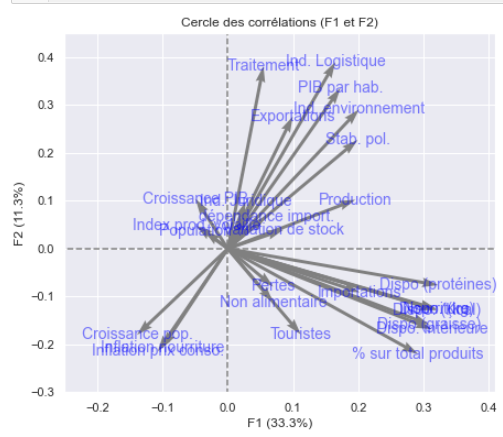 Cercle des corrélations (F1 et F2)
Traitement
Ind. Logistique
PIB par hab.
Ind. environnement
Exportations
Stab. pol.
Croissance PIB
Ind. Juridique
Production
dépendance import.
Index prod.
Population
Variation de stock
Pertes
Dispo (protéines)
Importations
Non alimentaire
Dispo (graisse)
Dispo. intérieure
Touristes
Croissance pop.
Inflation nourriture
Inflation prix conso.
% sur total produits
F2 (11.3%)
0.4
0.3
0.2
0.1
0.0
−0.1
−0.2
−0.3
−0.2
−0.1
0.0
0.1
0.2
0.3
0.4
F1 (33.3%)